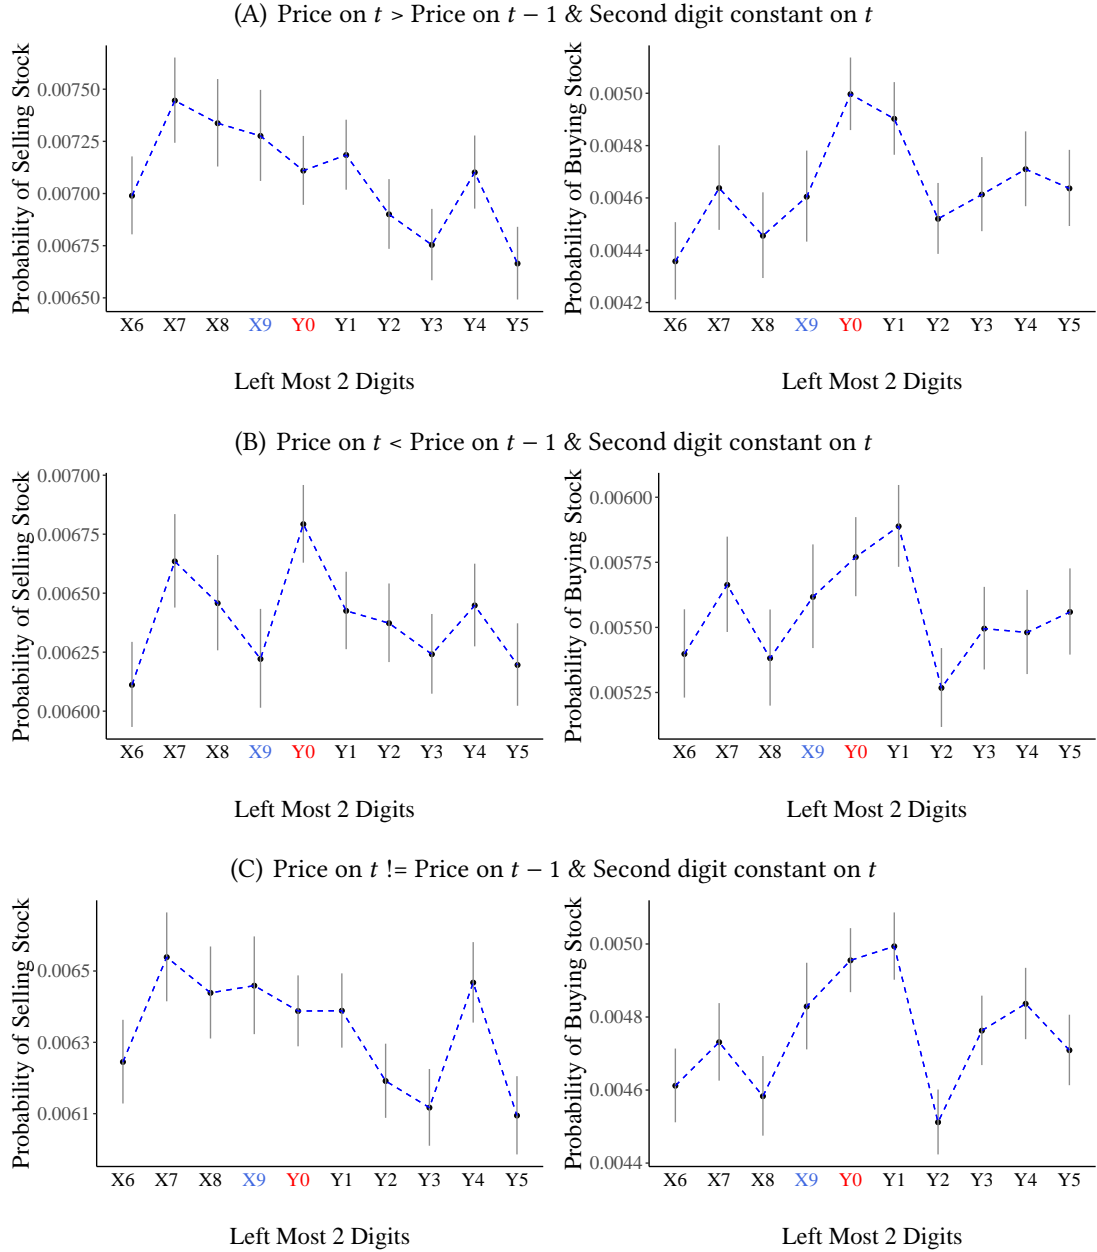 (A) Price on t > Price on t − 1 & Second digit constant on t
Probability of Selling Stock
0.00750
0.00725
0.00700
0.00675
0.00650
X6 X7 X8 X9 Y0 Y1 Y2 Y3 Y4 Y5
Left Most 2 Digits
Probability of Buying Stock
0.0050
0.0048
0.0046
0.0044
0.0042
X6 X7 X8 X9 Y0 Y1 Y2 Y3 Y4 Y5
Left Most 2 Digits
(B) Price on t < Price on t − 1 & Second digit constant on t
Probability of Selling Stock
0.00700
0.00675
0.00650
0.00625
0.00600
X6 X7 X8 X9 Y0 Y1 Y2 Y3 Y4 Y5
Left Most 2 Digits
Probability of Buying Stock
0.00600
0.00575
0.00550
0.00525
X6 X7 X8 X9 Y0 Y1 Y2 Y3 Y4 Y5
Left Most 2 Digits
(C) Price on t != Price on t − 1 & Second digit constant on t
Probability of Selling Stock
0.0065
0.0063
0.0061
X6 X7 X8 X9 Y0 Y1 Y2 Y3 Y4 Y5
Left Most 2 Digits
Probability of Buying Stock
0.0050
0.0048
0.0046
0.0044
X6 X7 X8 X9 Y0 Y1 Y2 Y3 Y4 Y5
Left Most 2 Digits